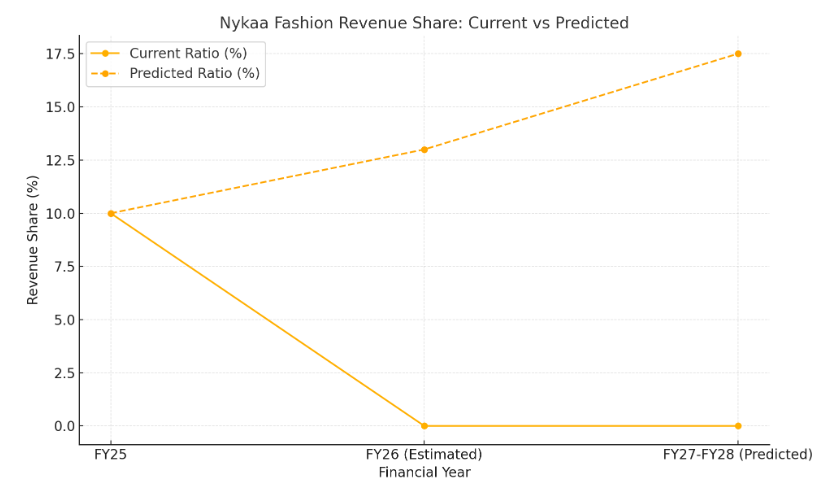 Nykaa Fashion Revenue Share: Current vs Predicted
Current Ratio (%)
Predicted Ratio (%)
17.5
15.0
12.5
10.0
7.5
5.0
2.5
0.0
Revenue Share (%)
FY25
FY26 (Estimated)
FY27-FY28 (Predicted)
Financial Year